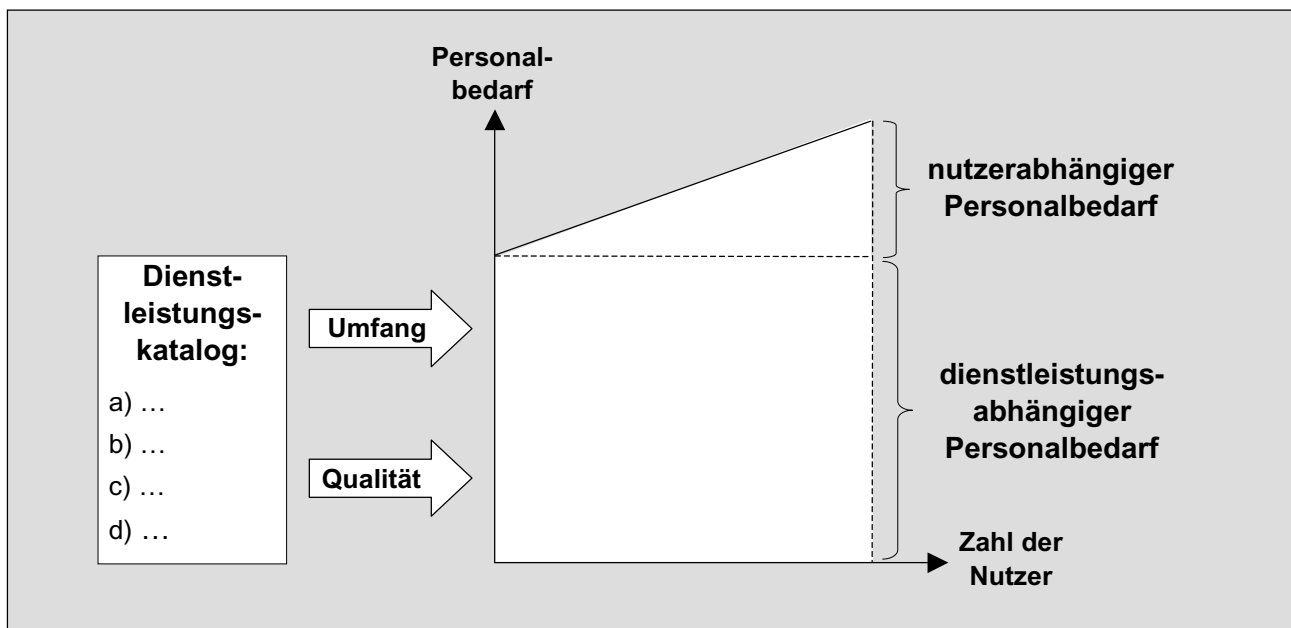 Personal-
bedarf
nutzerabhängiger
Personalbedarf
Dienst-
leistungs-
katalog:
a) …
b) …
c) …
d) …
Umfang
Qualität
dienstleistungs-
abhängiger
Personalbedarf
Zahl der
Nutzer